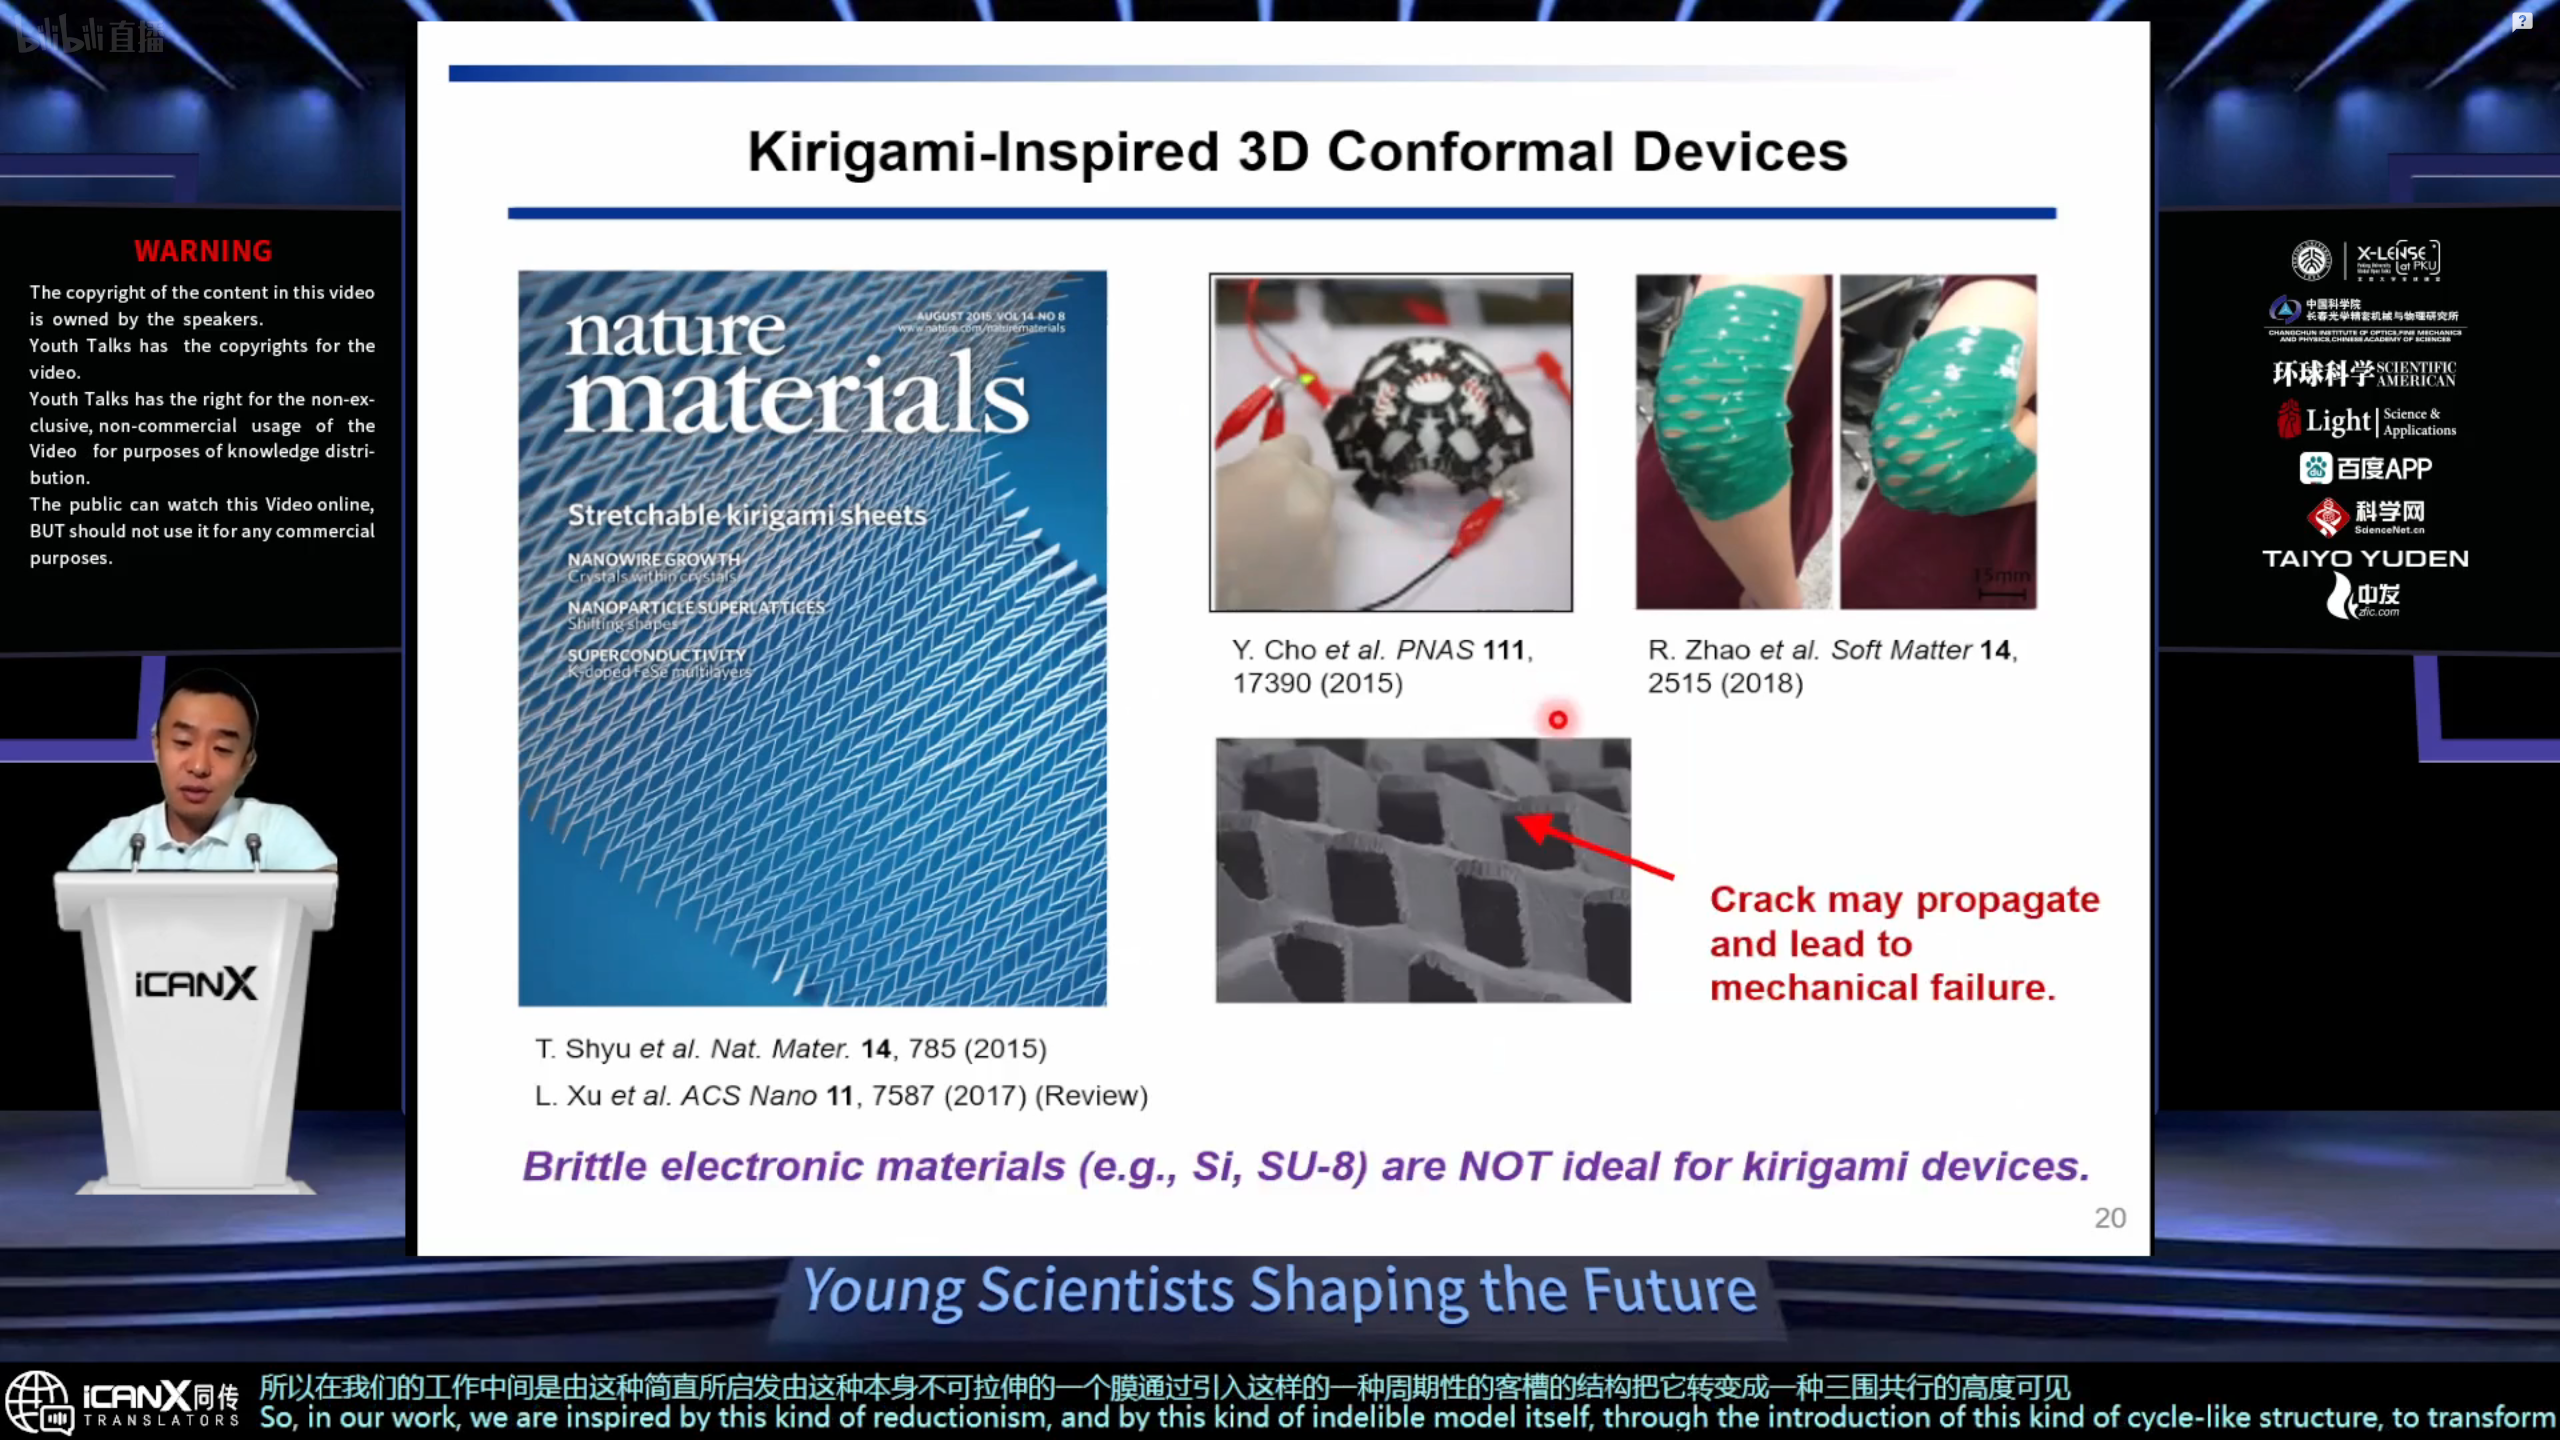 bilibili直播
?
Kirigami-Inspired 3D Conformal Devices
WARNING
The copyright of the content in this video
is owned by the speakers.
Youth Talks has the copyrights for the
video.
Youth Talks has the right for the non-ex-
clusive, non-commercial usage of the
Video for purposes of knowledge distri-
bution.
The public can watch this Video online,
BUT should not use it for any commercial
purposes.
iCANX
AUGUST 2015 VOL 14 NO 8
www.nature.com/naturematerials
nature
materials
Stretchable kirigami sheets
NANOWIRE GROWTH
Crystals within crystals
NANOPARTICLE SUPERLATTICES
Shifting shapes
SUPERCONDUCTIVITY
K-doped FeSe multilayers
T. Shyu et al. Nat. Mater. 14, 785 (2015)
L. Xu et al. ACS Nano 11, 7587 (2017) (Review)
Y. Cho et al. PNAS 111,
17390 (2015)
15mm
R. Zhao et al. Soft Matter 14,
2515 (2018)
Crack may propagate
and lead to
mechanical failure.
Brittle electronic materials (e.g., Si, SU-8) are NOT ideal for kirigami devices.
20
X-LENSE
at PKU
中国科学院
长春光学精密机械与物理研究所
CHANGCHUN INSTITUTE OF OPTICS,FINE MECHANICS
AND PHYSICS,CHINESE ACADEMY OF SCIENCES
环球科学 SCIENTIFIC AMERICAN
Light Science & Applications
du 百度APP
科学网
ScienceNet.cn
TAIYO YUDEN
中发
zfic.com
Young Scientists Shaping the Future
iCANX同传
TRANSLATORS
所以在我们的工作中间是由这种简直所启发由这种本身不可拉伸的一个膜通过引入这样的一种周期性的客槽的结构把它转变成一种三围共行的高度可见
So, in our work, we are inspired by this kind of reductionism, and by this kind of indelible model itself, through the introduction of this kind of cycle-like structure, to transform